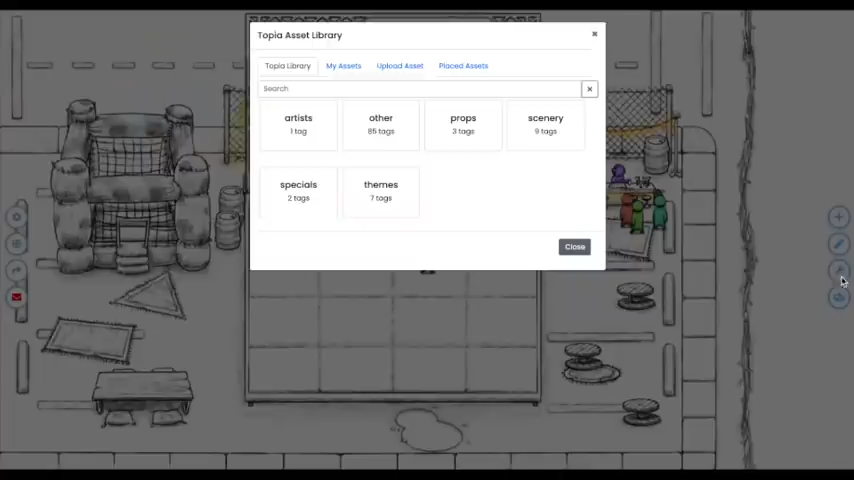 Topia Asset Library
×
Topia Library My Assets Upload Asset Placed Assets
Search ×
artists other props scenery
1 tag 85 tags 3 tags 9 tags
specials themes
2 tags 7 tags
Close